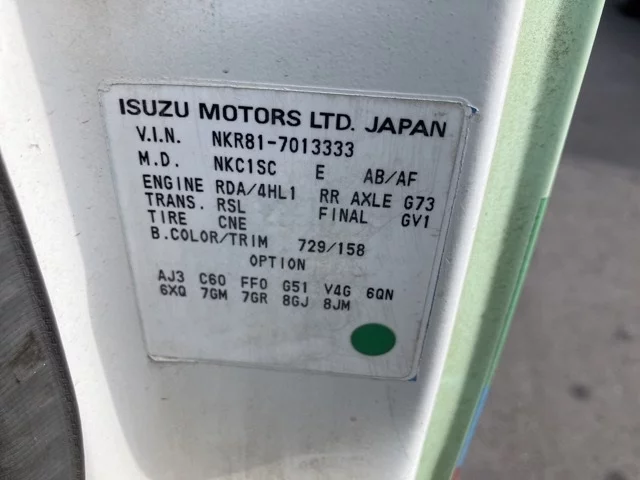 ISUZU MOTORS LTD. JAPAN
V.I.N. NKR81-7013333
M.D. NKC1SC E AB/AF
ENGINE RDA/4HL1 RR AXLE G73
TRANS. RSL FINAL GV1
TIRE CNE
B.COLOR/TRIM 729/158
OPTION
AJ3 C60 FF0 G51 V4G 6QN
6XQ 7GM 7GR 8GJ 8JM